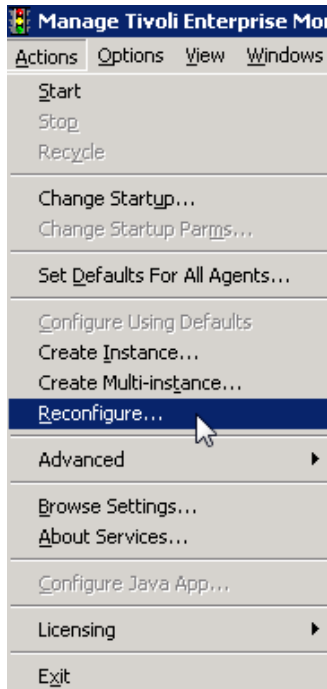 Manage Tivoli Enterprise Mo
Actions Options View Windows
Start
Stop
Recycle
Change Startup...
Change Startup Parms...
Set Defaults For All Agents...
Configure Using Defaults
Create Instance...
Create Multi-instance...
Reconfigure...
Advanced
Browse Settings...
About Services...
Configure Java App...
Licensing
Exit